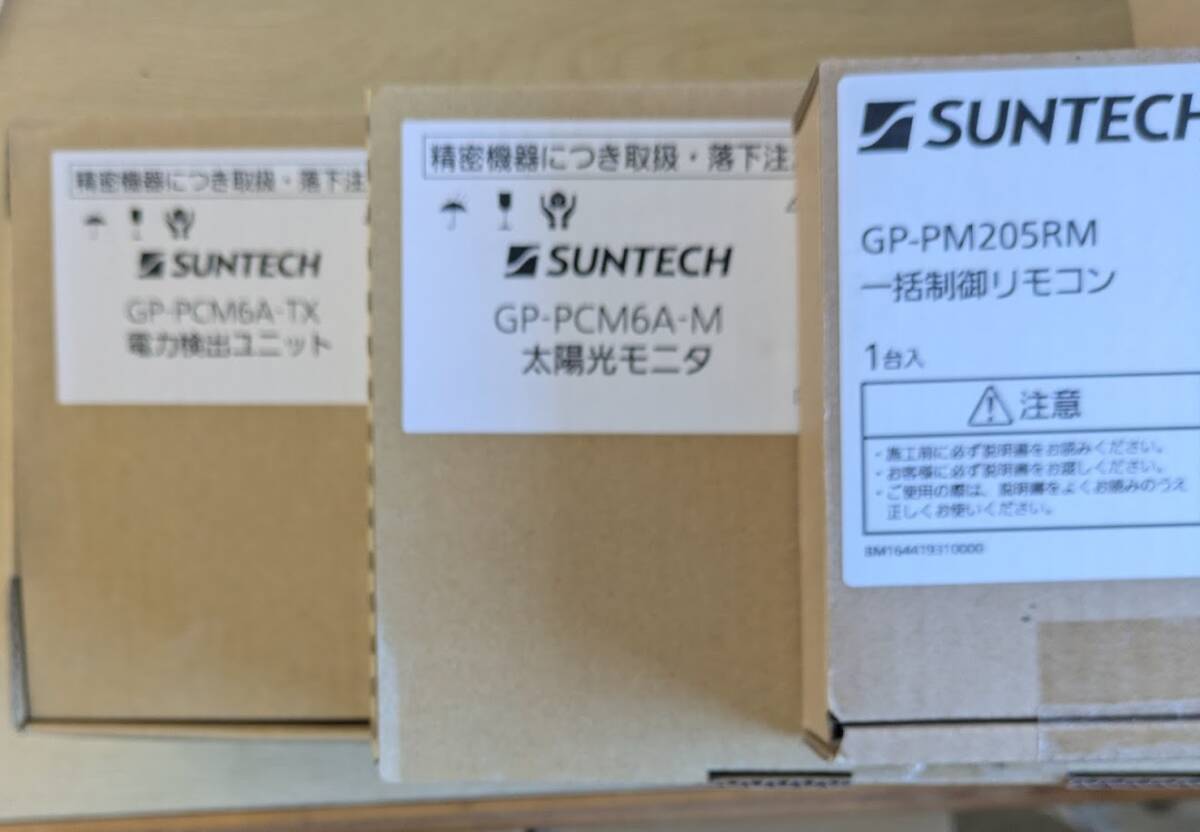 精密機器につき取扱・落下注
SUNTECH
GP-PCM6A-TX
電力検出ユニット
精密機器につき取扱・落下注
SUNTECH
GP-PCM6A-M
太陽光モニタ
SUNTECH
GP-PM205RM
一括制御リモコン
1台入
注意
・施工前に必ず説明書をお読みください。
・お客様に必ず説明書をお渡しください。
・ご使用の際は、説明書をよくお読みのうえ
正しくお使いください。
BM164419310000